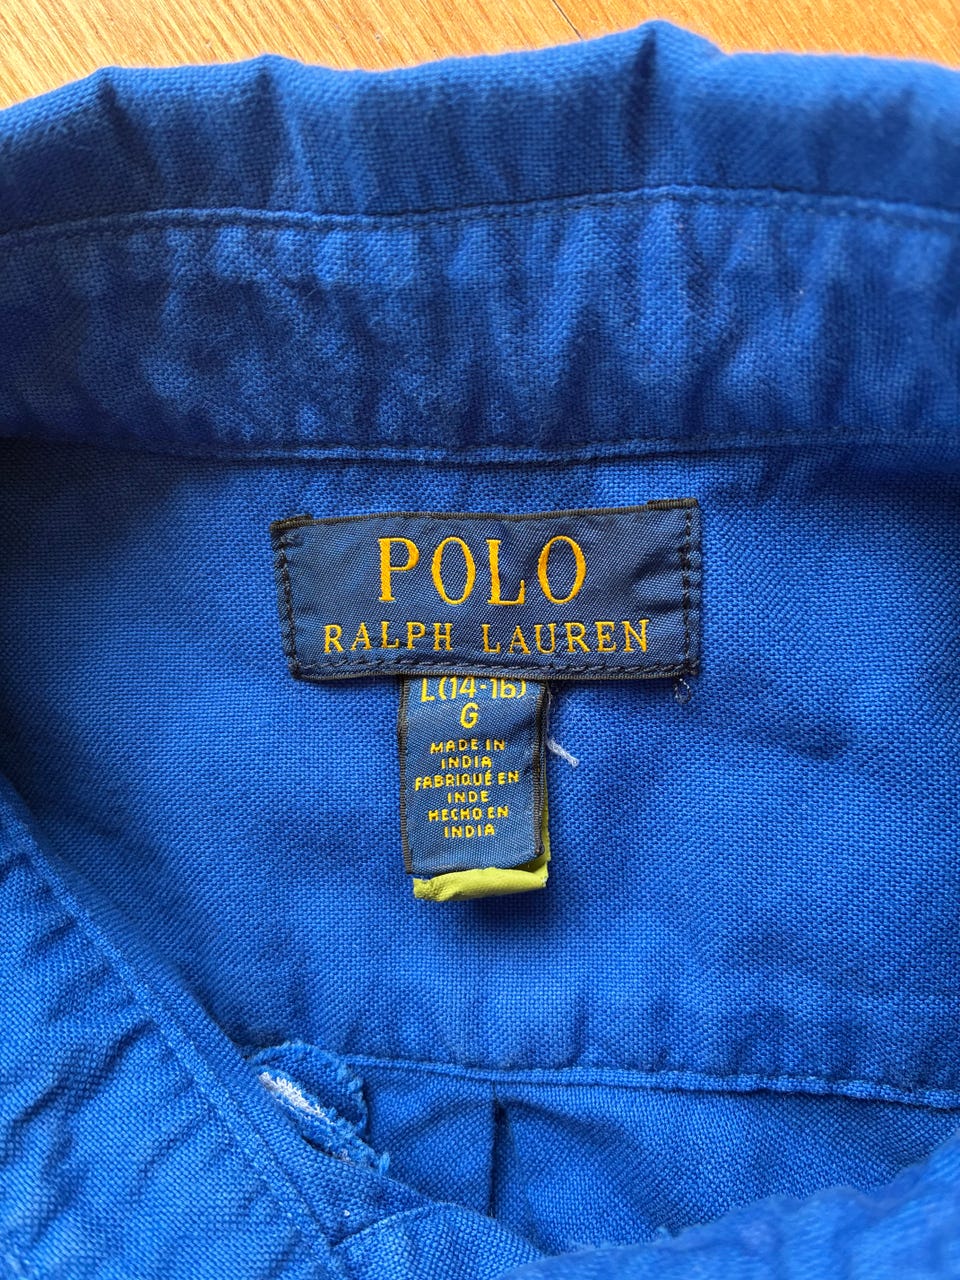 POLO
RALPH LAUREN
L(14-16)
G
MADE IN
INDIA
FABRIQUÉ EN
INDE
HECHO EN
INDIA